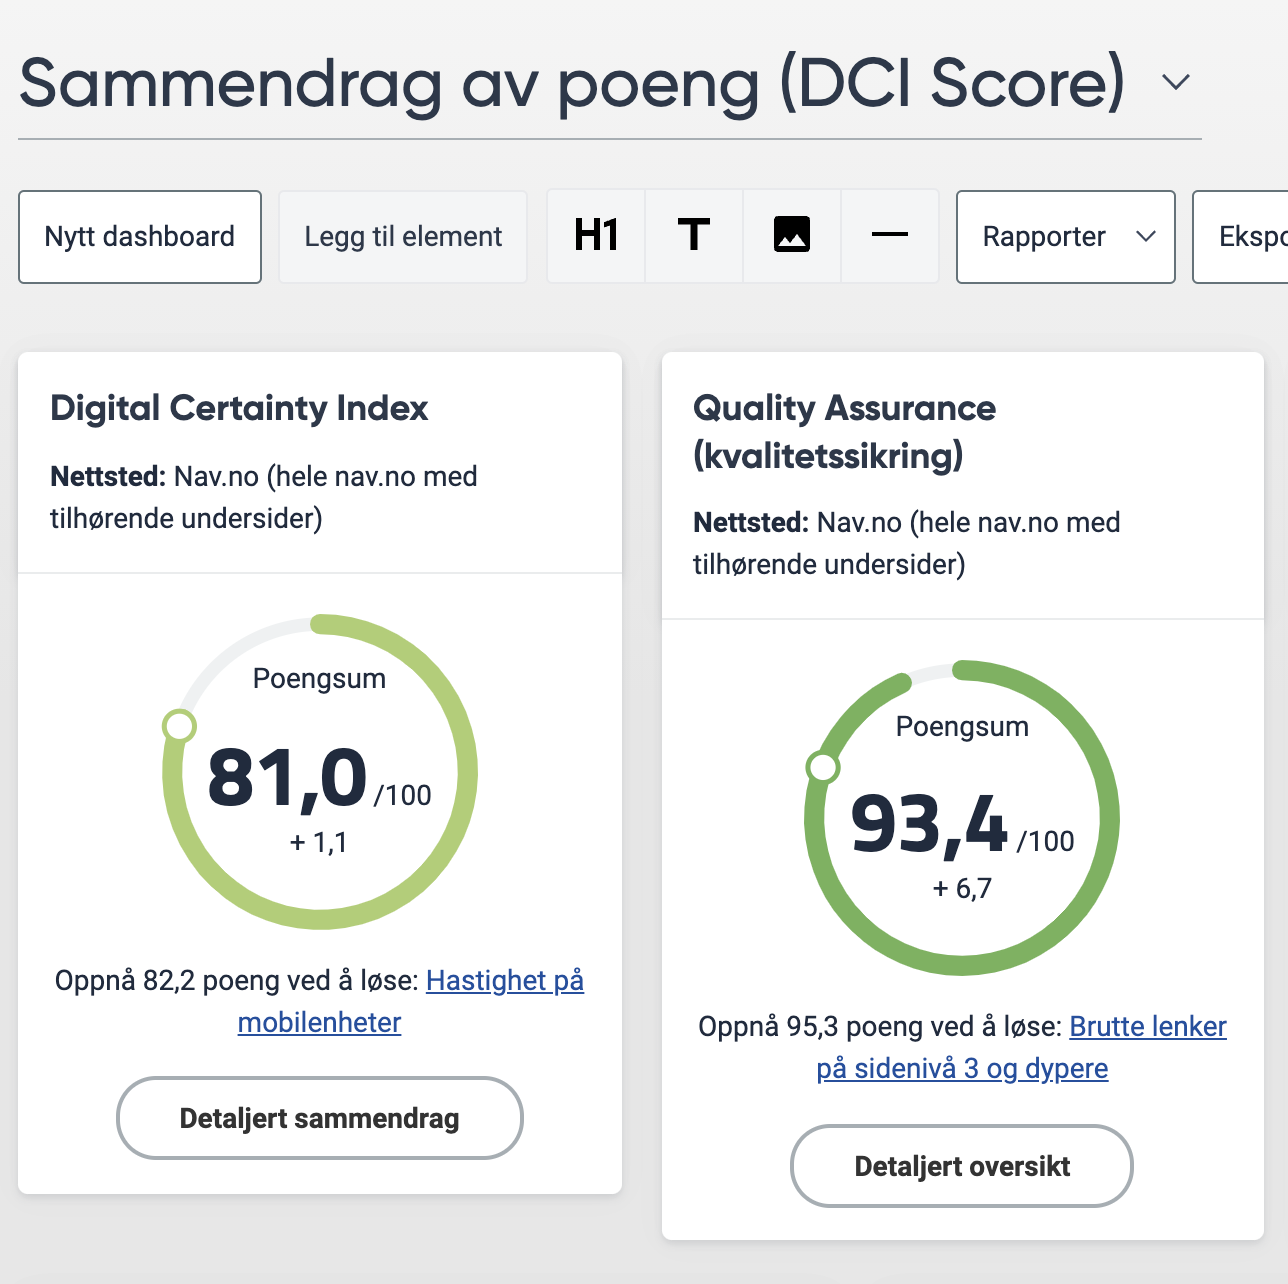 Sammendrag av poeng (DCI Score)
Nytt dashboard
Legg til element
H1
T
Rapporter
Digital Certainty Index
Nettsted: Nav.no (hele nav.no med
tilhørende undersider)
Poengsum
81,0 /100
+ 1,1
Oppnå 82,2 poeng ved å løse: Hastighet på
mobilenheter
Detaljert sammendrag
Quality Assurance
(kvalitetssikring)
Nettsted: Nav.no (hele nav.no med
tilhørende undersider)
Poengsum
93,4 /100
+ 6,7
Oppnå 95,3 poeng ved å løse: Brutte lenker
på sidenivå 3 og dypere
Detaljert oversikt